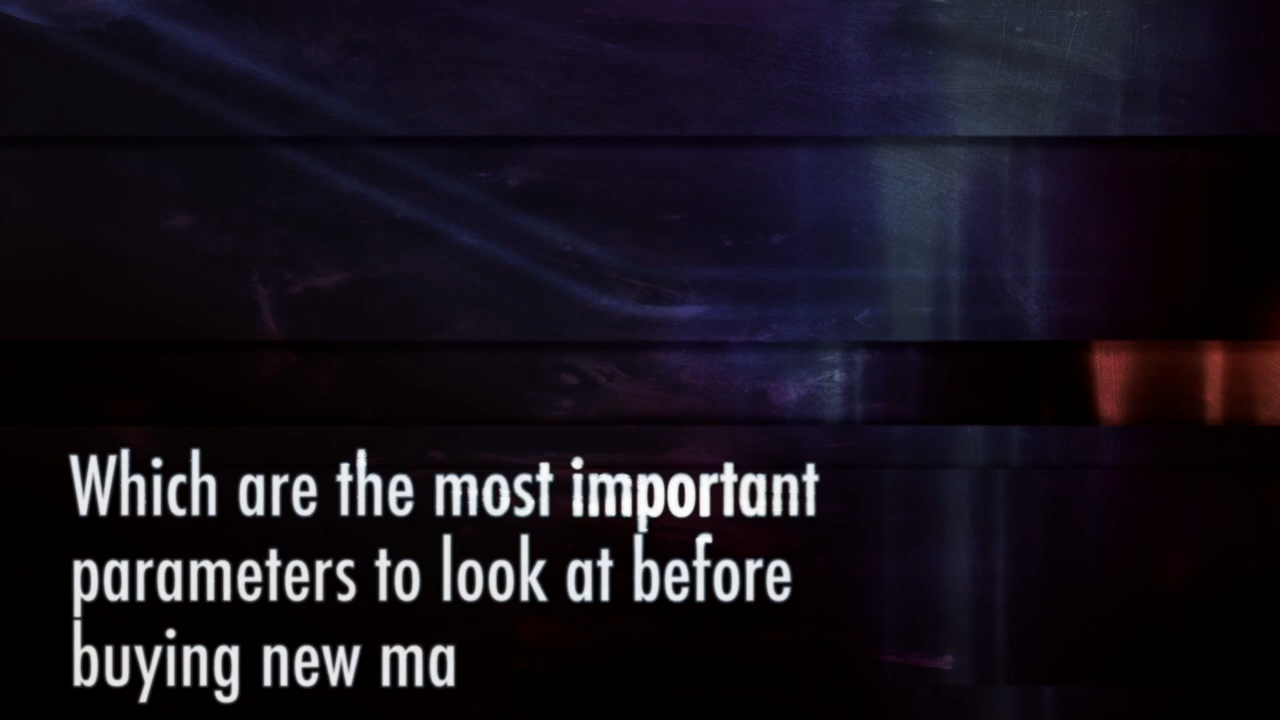 Which are the most important
parameters to look at before
buying new ma